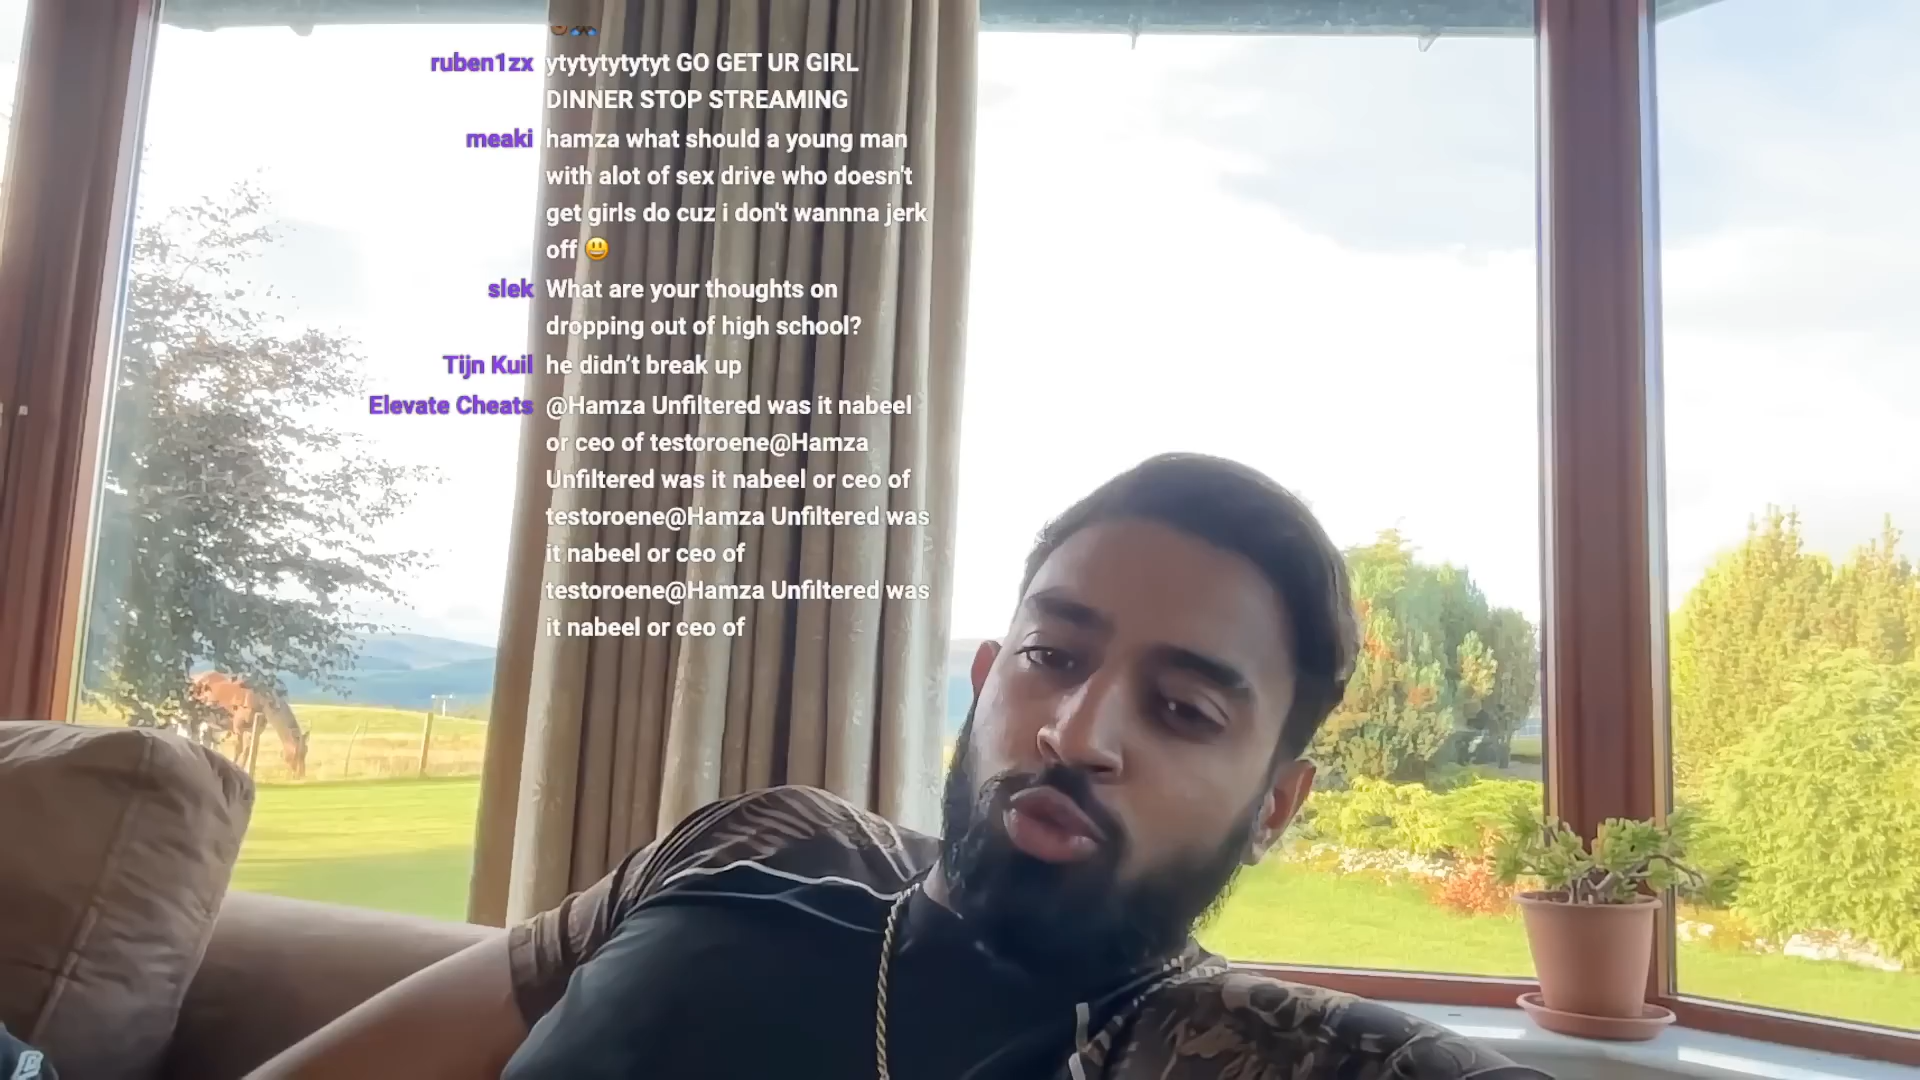 ruben1zx ytytytytytyt GO GET UR GIRL
DINNER STOP STREAMING
meaki hamza what should a young man
with alot of sex drive who doesn't
get girls do cuz i don't wannna jerk
off 😃
slek What are your thoughts on
dropping out of high school?
Tijn Kuil he didn’t break up
Elevate Cheats @Hamza Unfiltered was it nabeel
or ceo of testoroene@Hamza
Unfiltered was it nabeel or ceo of
testoroene@Hamza Unfiltered was
it nabeel or ceo of
testoroene@Hamza Unfiltered was
it nabeel or ceo of